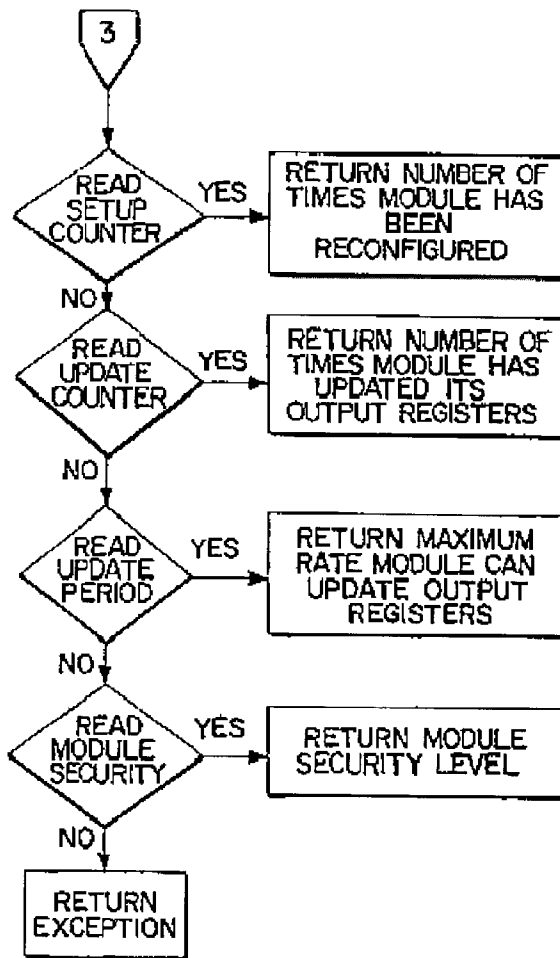 3
READ
SETUP
COUNTER
YES
RETURN NUMBER OF
TIMES MODULE HAS
BEEN
RECONFIGURED
NO
READ
UPDATE
COUNTER
YES
RETURN NUMBER OF
TIMES MODULE HAS
UPDATED ITS
OUTPUT REGISTERS
NO
READ
UPDATE
PERIOD
YES
RETURN MAXIMUM
RATE MODULE CAN
UPDATE OUTPUT
REGISTERS
NO
READ
MODULE
SECURITY
YES
RETURN MODULE
SECURITY LEVEL
NO
RETURN
EXCEPTION